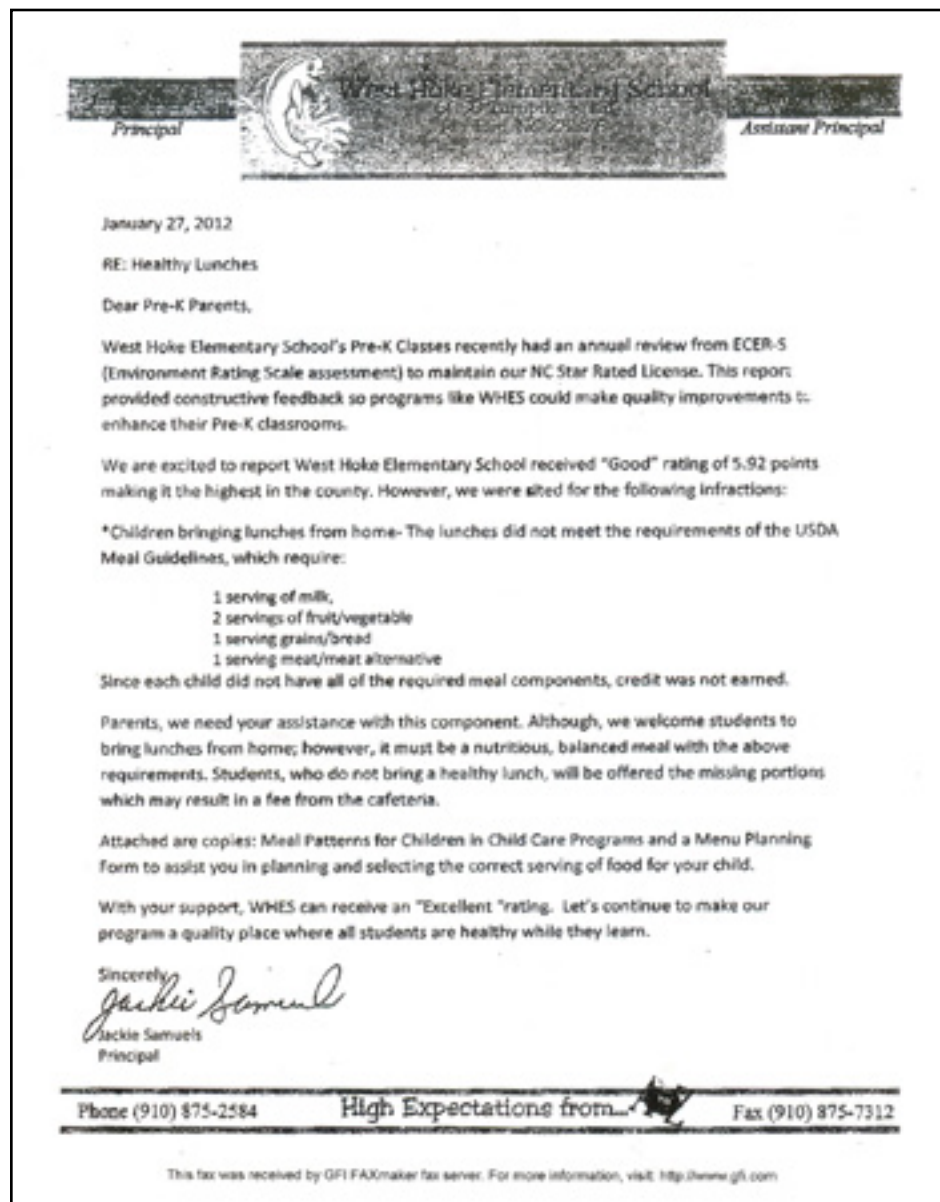 West Hoke Elementary School
Principal
Assistant Principal
January 27, 2012
RE: Healthy Lunches
Dear Pre-K Parents,
West Hoke Elementary School's Pre-K Classes recently had an annual review from ECER-S
(Environment Rating Scale assessment) to maintain our NC Star Rated License. This report
provided constructive feedback so programs like WHES could make quality improvements to
enhance their Pre-K classrooms.
We are excited to report West Hoke Elementary School received "Good" rating of 5.92 points
making it the highest in the county. However, we were sited for the following infractions:
*Children bringing lunches from home- The lunches did not meet the requirements of the USDA
Meal Guidelines, which require:
1 serving of milk,
2 servings of fruit/vegetable
1 serving grains/bread
1 serving meat/meat alternative
Since each child did not have all of the required meal components, credit was not earned.
Parents, we need your assistance with this component. Although, we welcome students to
bring lunches from home; however, it must be a nutritious, balanced meal with the above
requirements. Students, who do not bring a healthy lunch, will be offered the missing portions
which may result in a fee from the cafeteria.
Attached are copies: Meal Patterns for Children in Child Care Programs and a Menu Planning
Form to assist you in planning and selecting the correct serving of food for your child.
With your support, WHES can receive an "Excellent "rating. Let's continue to make our
program a quality place where all students are healthy while they learn.
Sincerely,
Jackie Samuels
Jackie Samuels
Principal
Phone (910) 875-2584
High Expectations from...
Fax (910) 875-7312
This fax was received by GFI FAXmaker fax server. For more information, visit: http://www.gfi.com